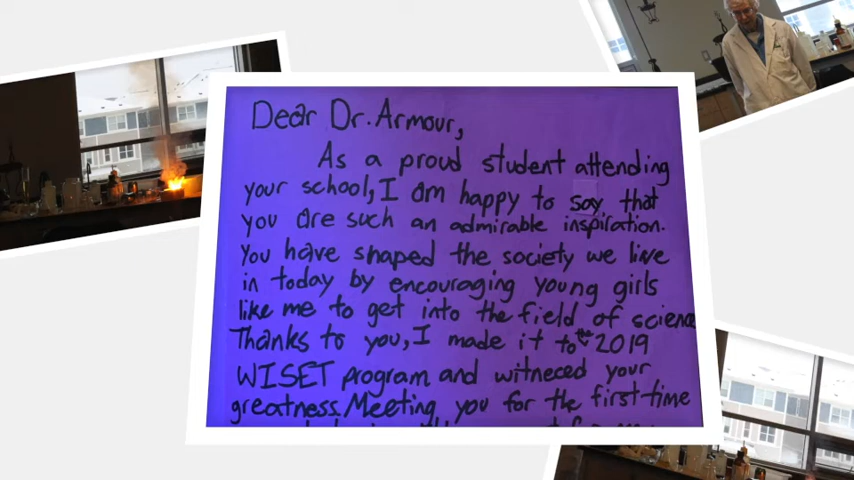 Dear Dr. Armour,
As a proud student attending
your school, I am happy to say that
you are such an admirable inspiration.
You have shaped the society we live
in today by encouraging young girls
like me to get into the field of science
Thanks to you, I made it to the 2019
WISET program and witneced your
greatness. Meeting you for the first-time